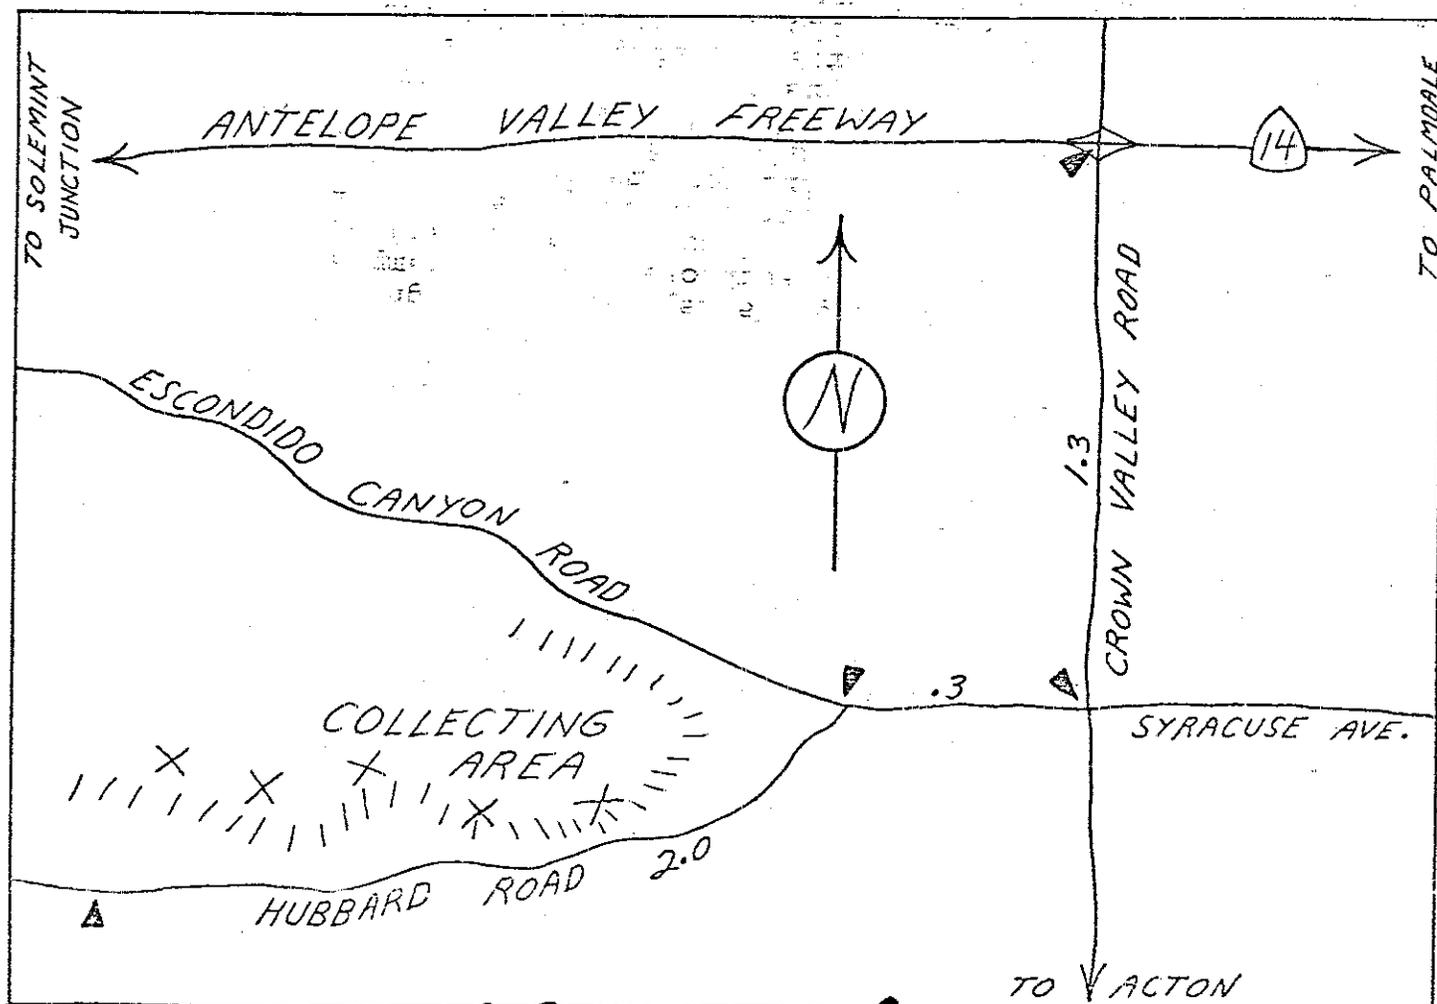 TO SOLEMINT
JUNCTION
ANTELOPE VALLEY FREEWAY
14
TO PALMDALE
N
ESCONDIDO
CANYON
ROAD
1.3
CROWN VALLEY ROAD
.3
SYRACUSE AVE.
COLLECTING
AREA
2.0
HUBBARD ROAD
TO ACTON